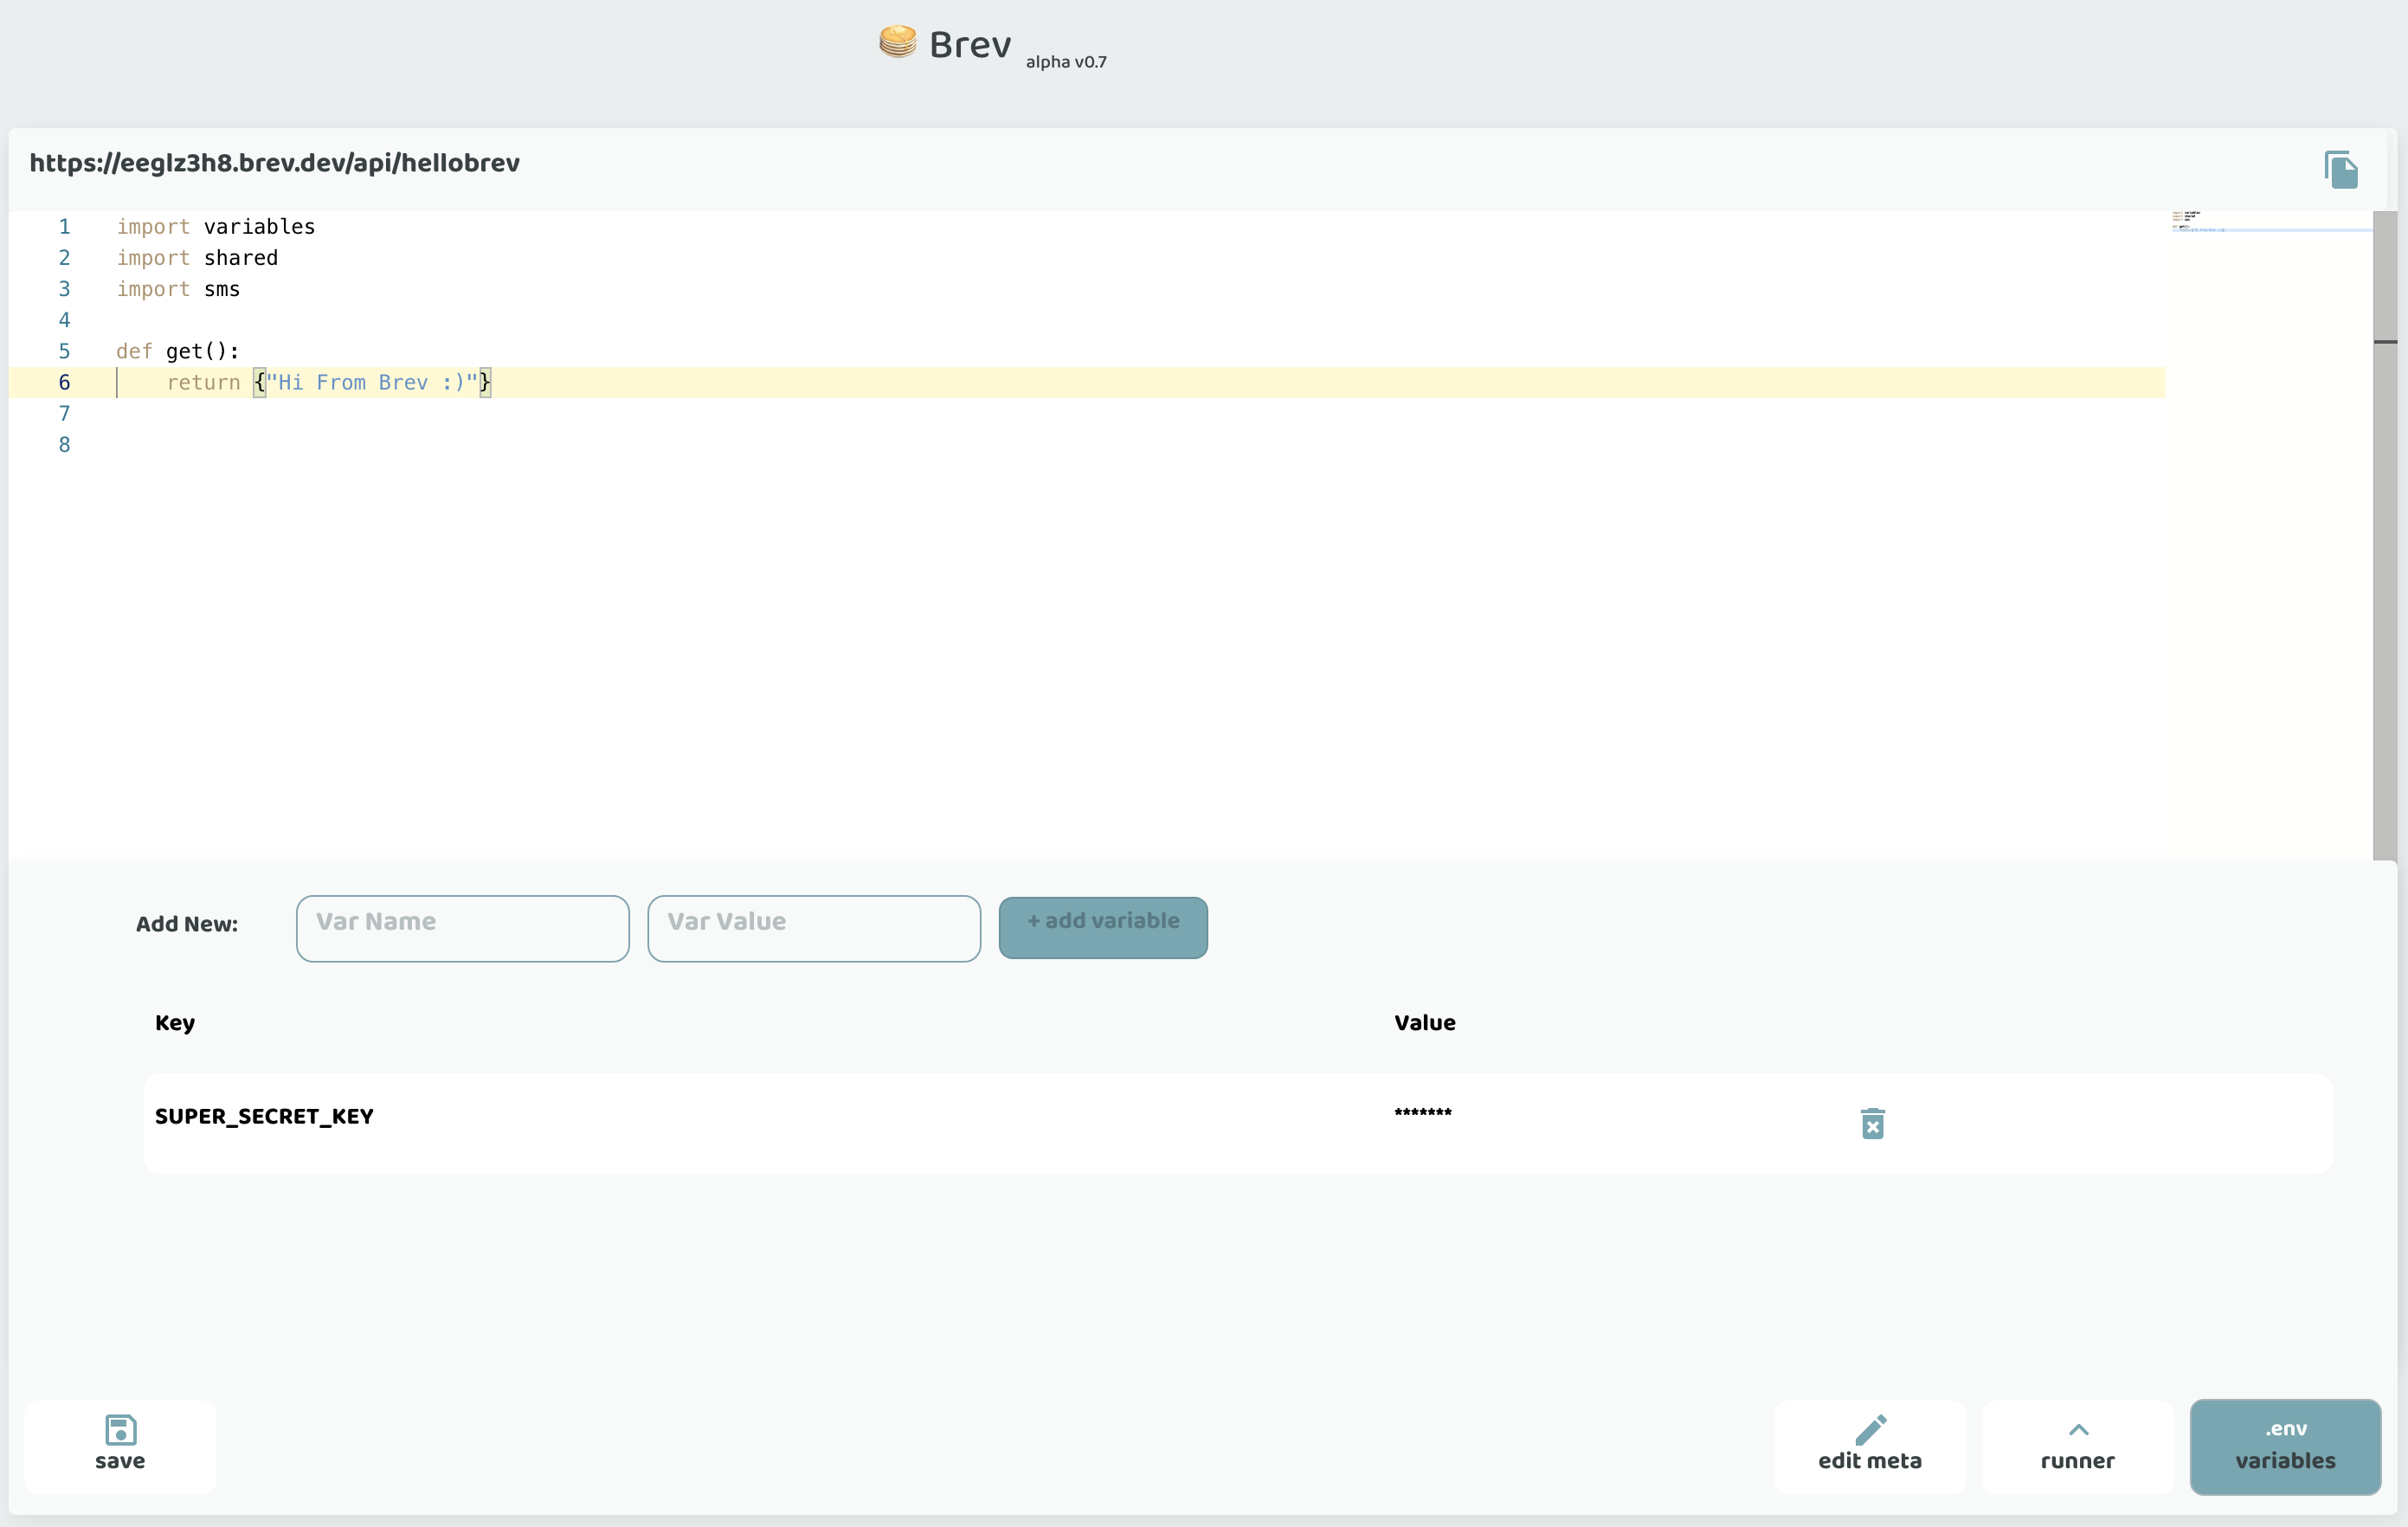 Brev alpha v0.7
https://eeglz3h8.brev.dev/api/hellobrev
1 import variables
2 import shared
3 import sms
4
5 def get():
6     return {"Hi From Brev :)"}
7
8
Add New: Var Name Var Value + add variable
Key Value
SUPER_SECRET_KEY *******
save edit meta runner .env variables